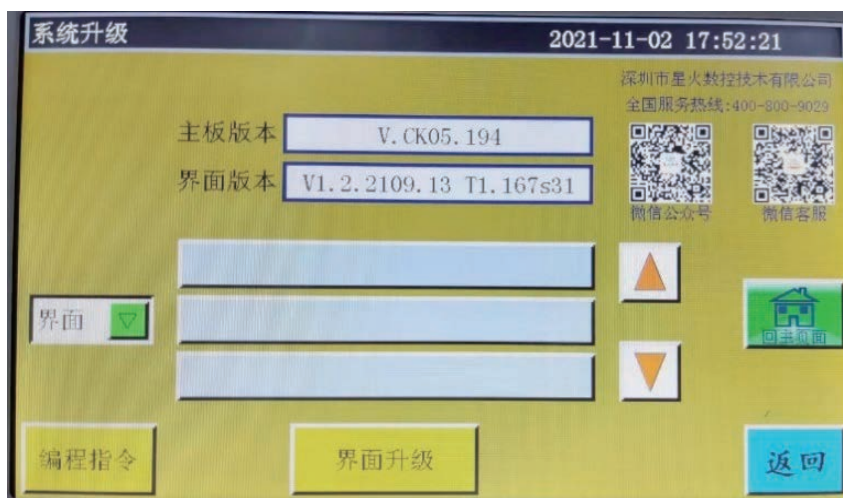 系统升级
2021-11-02 17:52:21
深圳市星火数控技术有限公司
全国服务热线:400-800-9029
主板版本
V.CK05.194
界面版本
V1.2.2109.13 T1.167s31
微信公众号
微信客服
界面
回主页面
编程指令
界面升级
返回